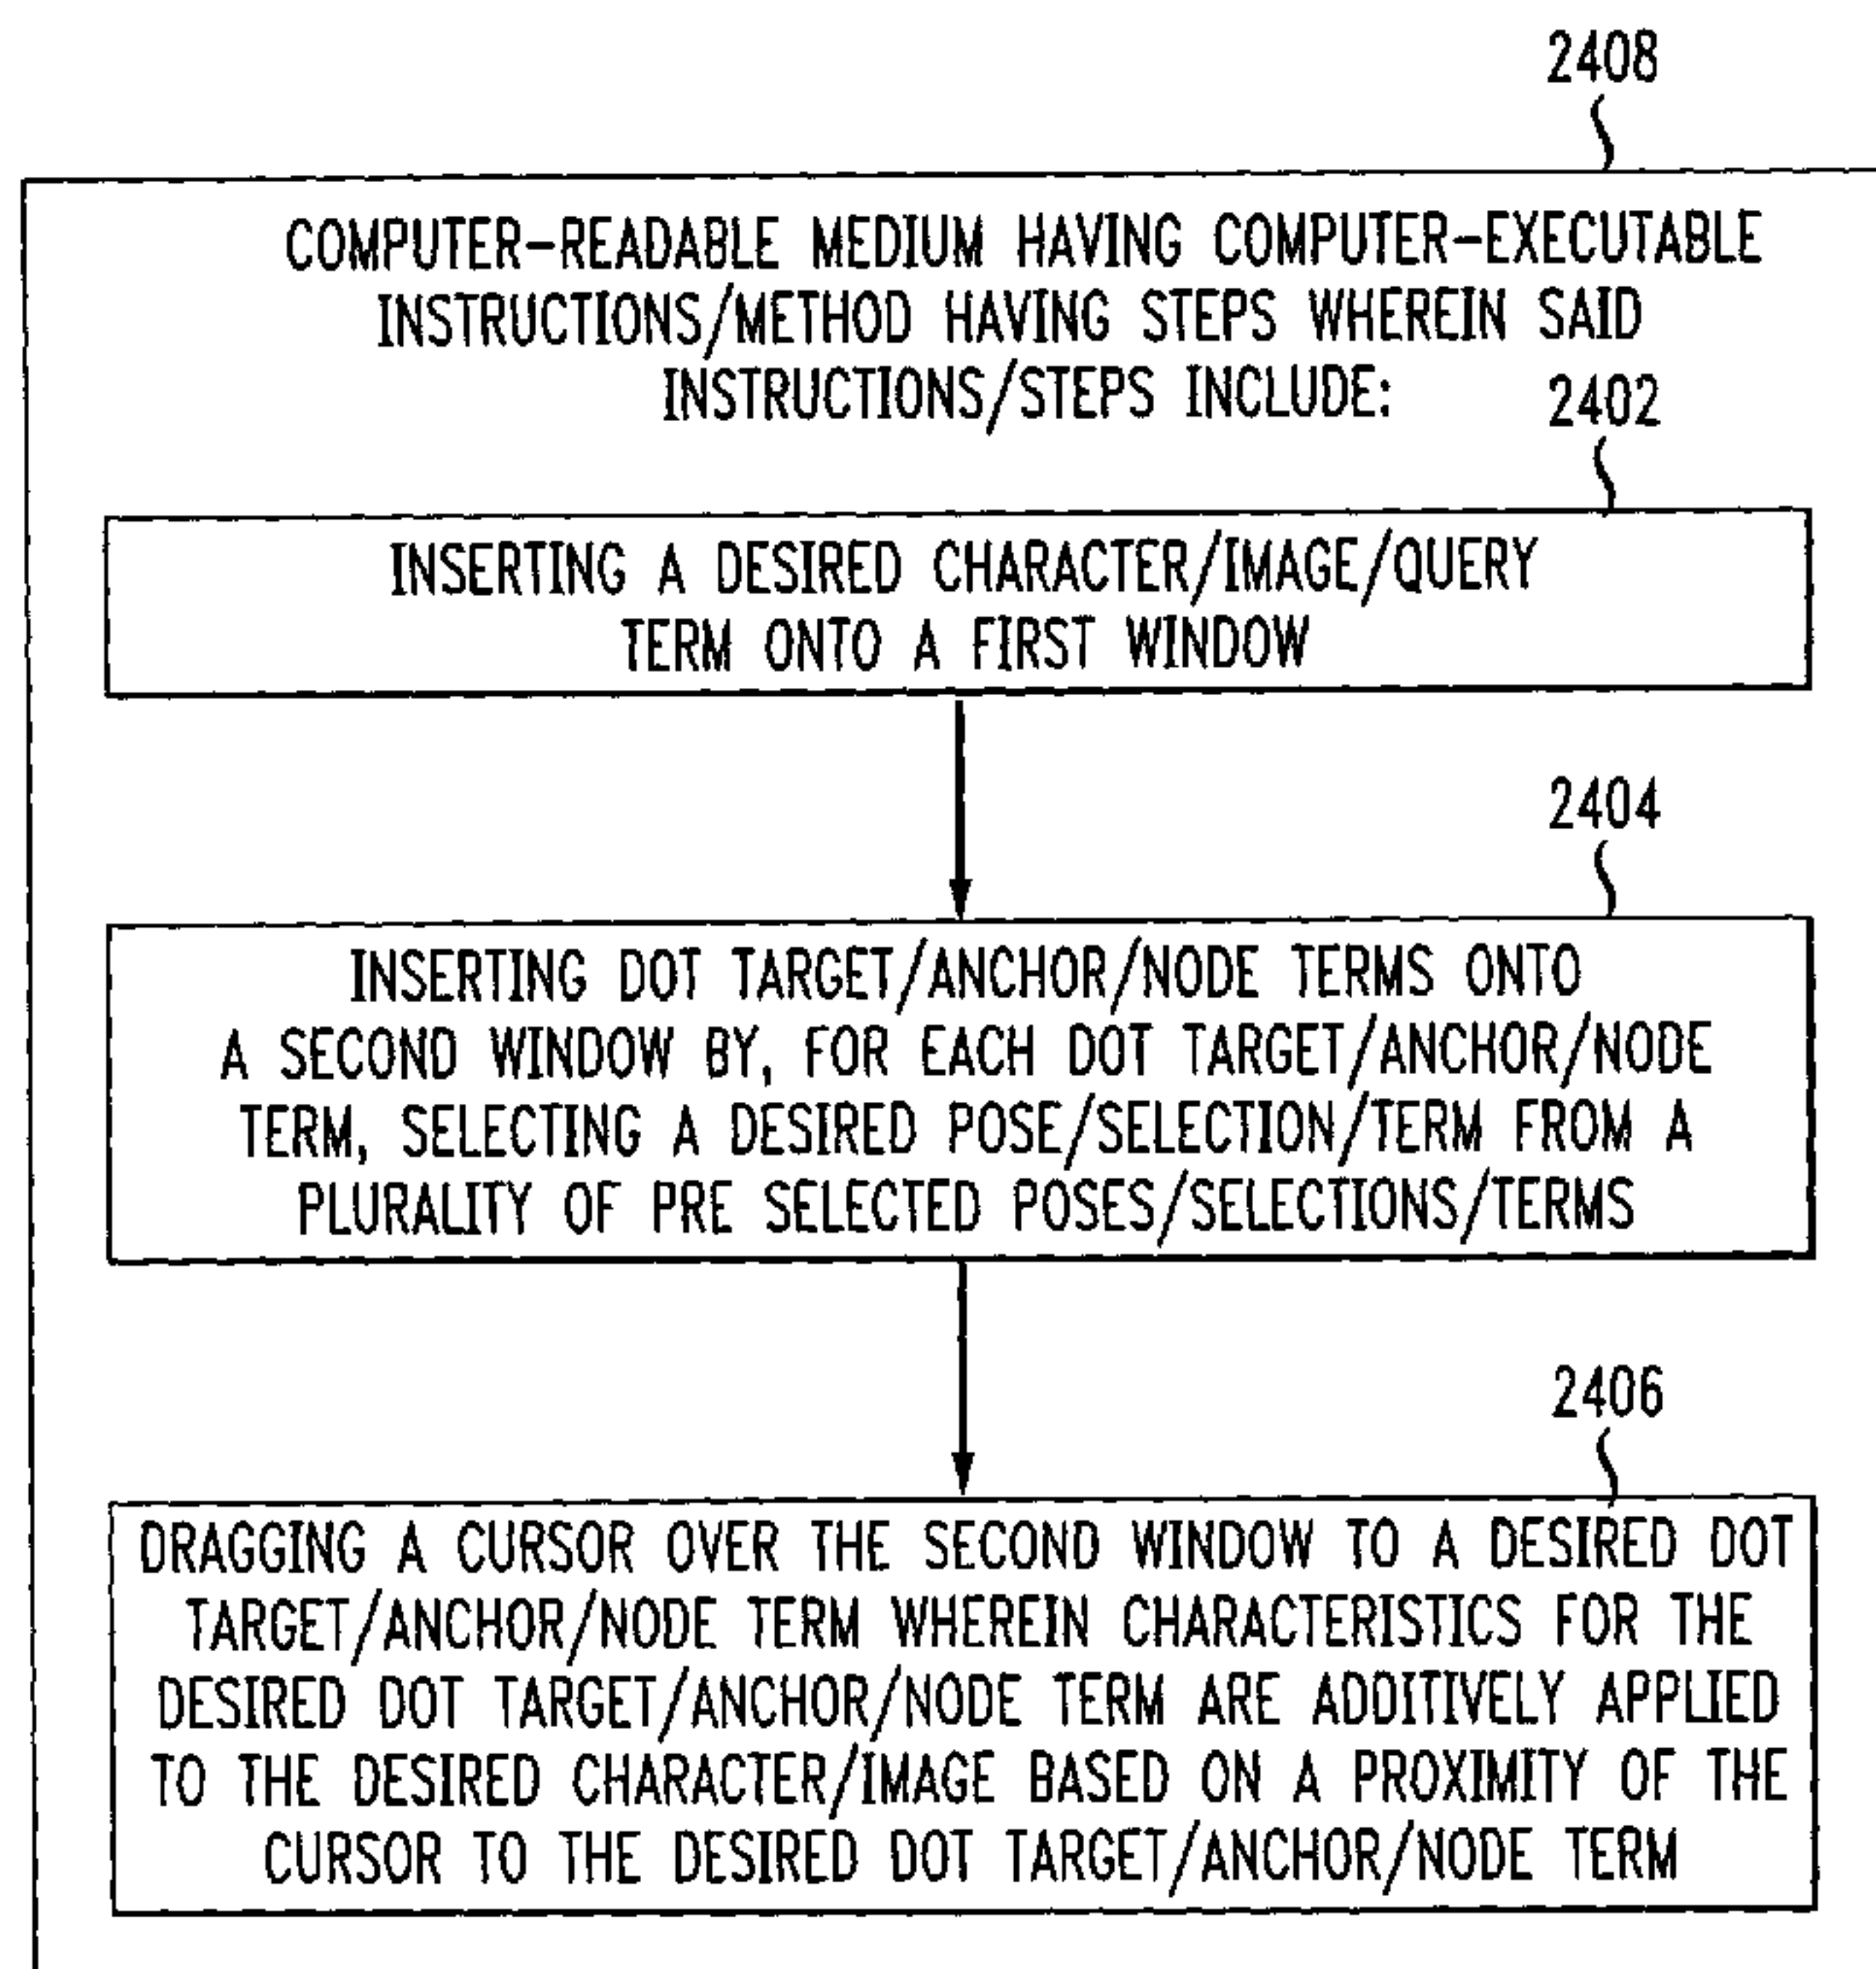 2408
COMPUTER-READABLE MEDIUM HAVING COMPUTER-EXECUTABLE
INSTRUCTIONS/METHOD HAVING STEPS WHEREIN SAID
INSTRUCTIONS/STEPS INCLUDE:
2402
INSERTING A DESIRED CHARACTER/IMAGE/QUERY
TERM ONTO A FIRST WINDOW
2404
INSERTING DOT TARGET/ANCHOR/NODE TERMS ONTO
A SECOND WINDOW BY, FOR EACH DOT TARGET/ANCHOR/NODE
TERM, SELECTING A DESIRED POSE/SELECTION/TERM FROM A
PLURALITY OF PRE SELECTED POSES/SELECTIONS/TERMS
2406
DRAGGING A CURSOR OVER THE SECOND WINDOW TO A DESIRED DOT
TARGET/ANCHOR/NODE TERM WHEREIN CHARACTERISTICS FOR THE
DESIRED DOT TARGET/ANCHOR/NODE TERM ARE ADDITIVELY APPLIED
TO THE DESIRED CHARACTER/IMAGE BASED ON A PROXIMITY OF THE
CURSOR TO THE DESIRED DOT TARGET/ANCHOR/NODE TERM